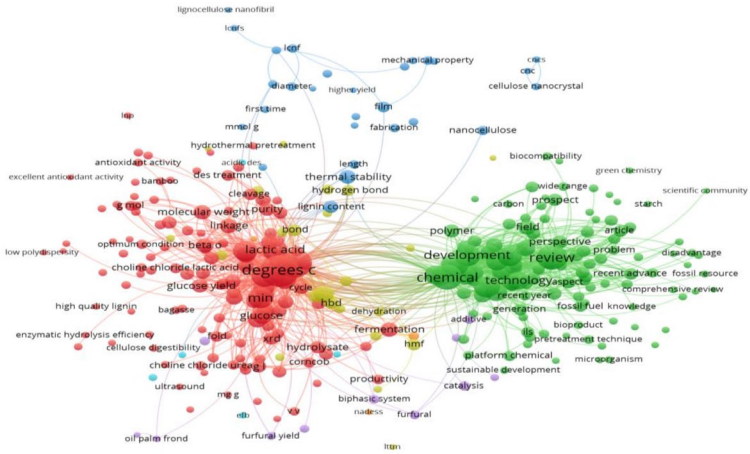 lignocellulose nanofibril
lcnfs
lcnf
mechanical property
cncs
cnc
cellulose nanocrystal
diameter
higher yield
first time
film
lnp
mmol g
fabrication
nanocellulose
hydrothermal pretreatment
antioxidant activity
acidic des
length
biocompatibility
excellent antioxidant activity
bamboo
des treatment
thermal stability
green chemistry
cleavage
hydrogen bond
wide range
scientific community
g mol
molecular weight
purity
lignin content
carbon
prospect
starch
linkage
bond
polymer
field
article
optimum condition
beta o
lactic acid
development
perspective
problem
disadvantage
low polydispersity
choline chloride lactic acid
degrees c
chemical
review
recent advance
fossil resource
glucose yield
cycle
technology
aspect
comprehensive review
high quality lignin
bagasse
min
hbd
recent year
fossil fuel
knowledge
glucose
dehydration
additive
generation
enzymatic hydrolysis efficiency
fold
xrd
fermentation
ils
bioproduct
cellulose digestibility
hydrolysate
hmf
pretreatment technique
corncob
platform chemical
microorganism
choline chloride urea
g l
sustainable development
ultrasound
productivity
catalysis
mg g
biphasic system
efb
v v
nadess
furfural
oil palm frond
furfural yield
lttm